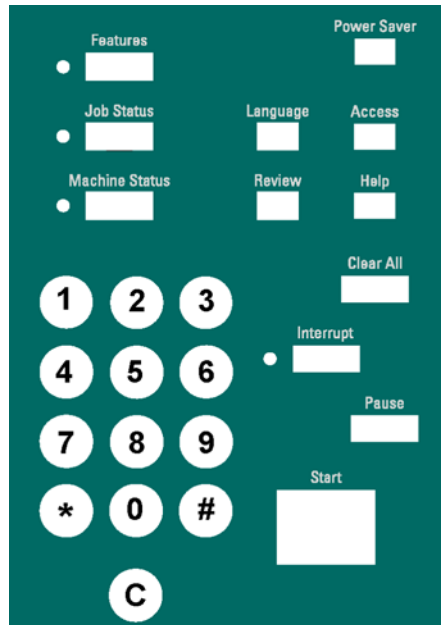 Power Saver
Features
Job Status
Language
Access
Machine Status
Review
Help
Clear All
1 2 3
Interrupt
4 5 6
Pause
7 8 9
Start
* 0 #
C